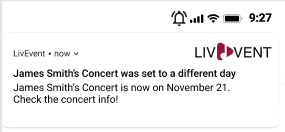 9:27
LivEvent • now
LIVEVENT
James Smith's Concert was set to a different day
James Smith's Concert is now on November 21.
Check the concert info!